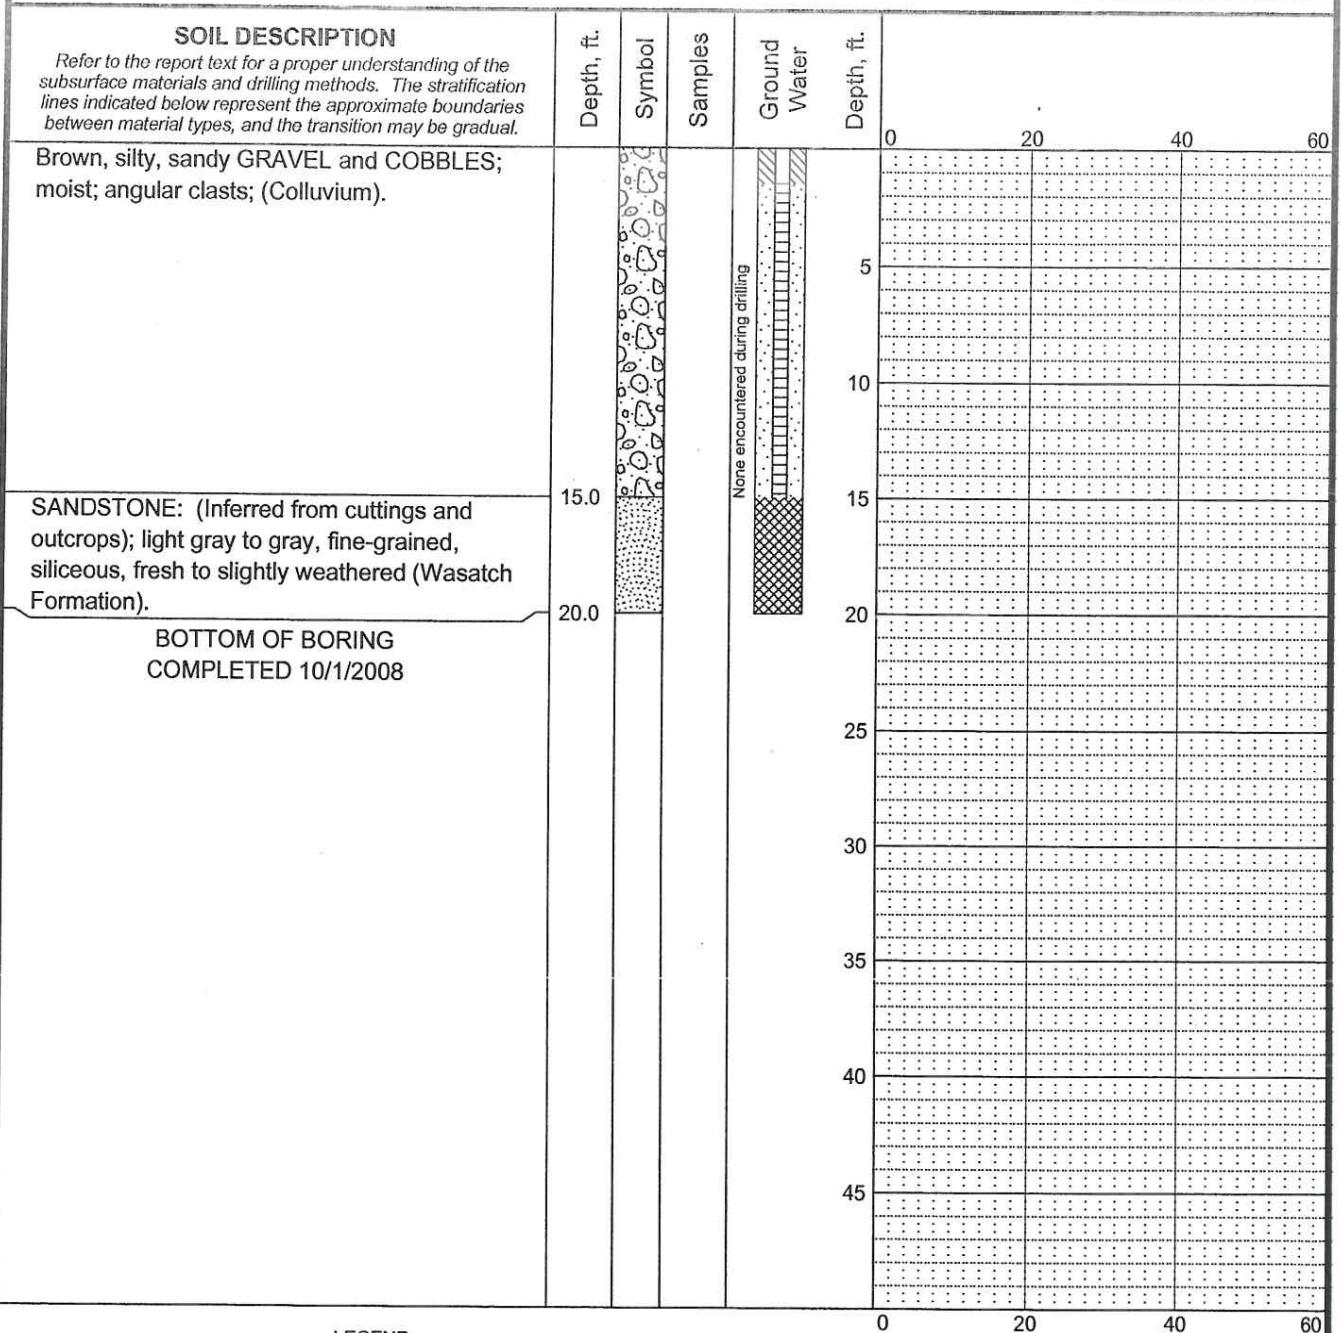 SOIL DESCRIPTION
Refer to the report text for a proper understanding of the
subsurface materials and drilling methods. The stratification
lines indicated below represent the approximate boundaries
between material types, and the transition may be gradual.
Depth, ft.
Symbol
Samples
Ground
Water
Depth, ft.
0 20 40 60
Brown, silty, sandy GRAVEL and COBBLES;
moist; angular clasts; (Colluvium).
None encountered during drilling
5
10
15.0
15
SANDSTONE: (Inferred from cuttings and
outcrops); light gray to gray, fine-grained,
siliceous, fresh to slightly weathered (Wasatch
Formation).
20.0
20
BOTTOM OF BORING
COMPLETED 10/1/2008
25
30
35
40
45
0 20 40 60
LEGEND